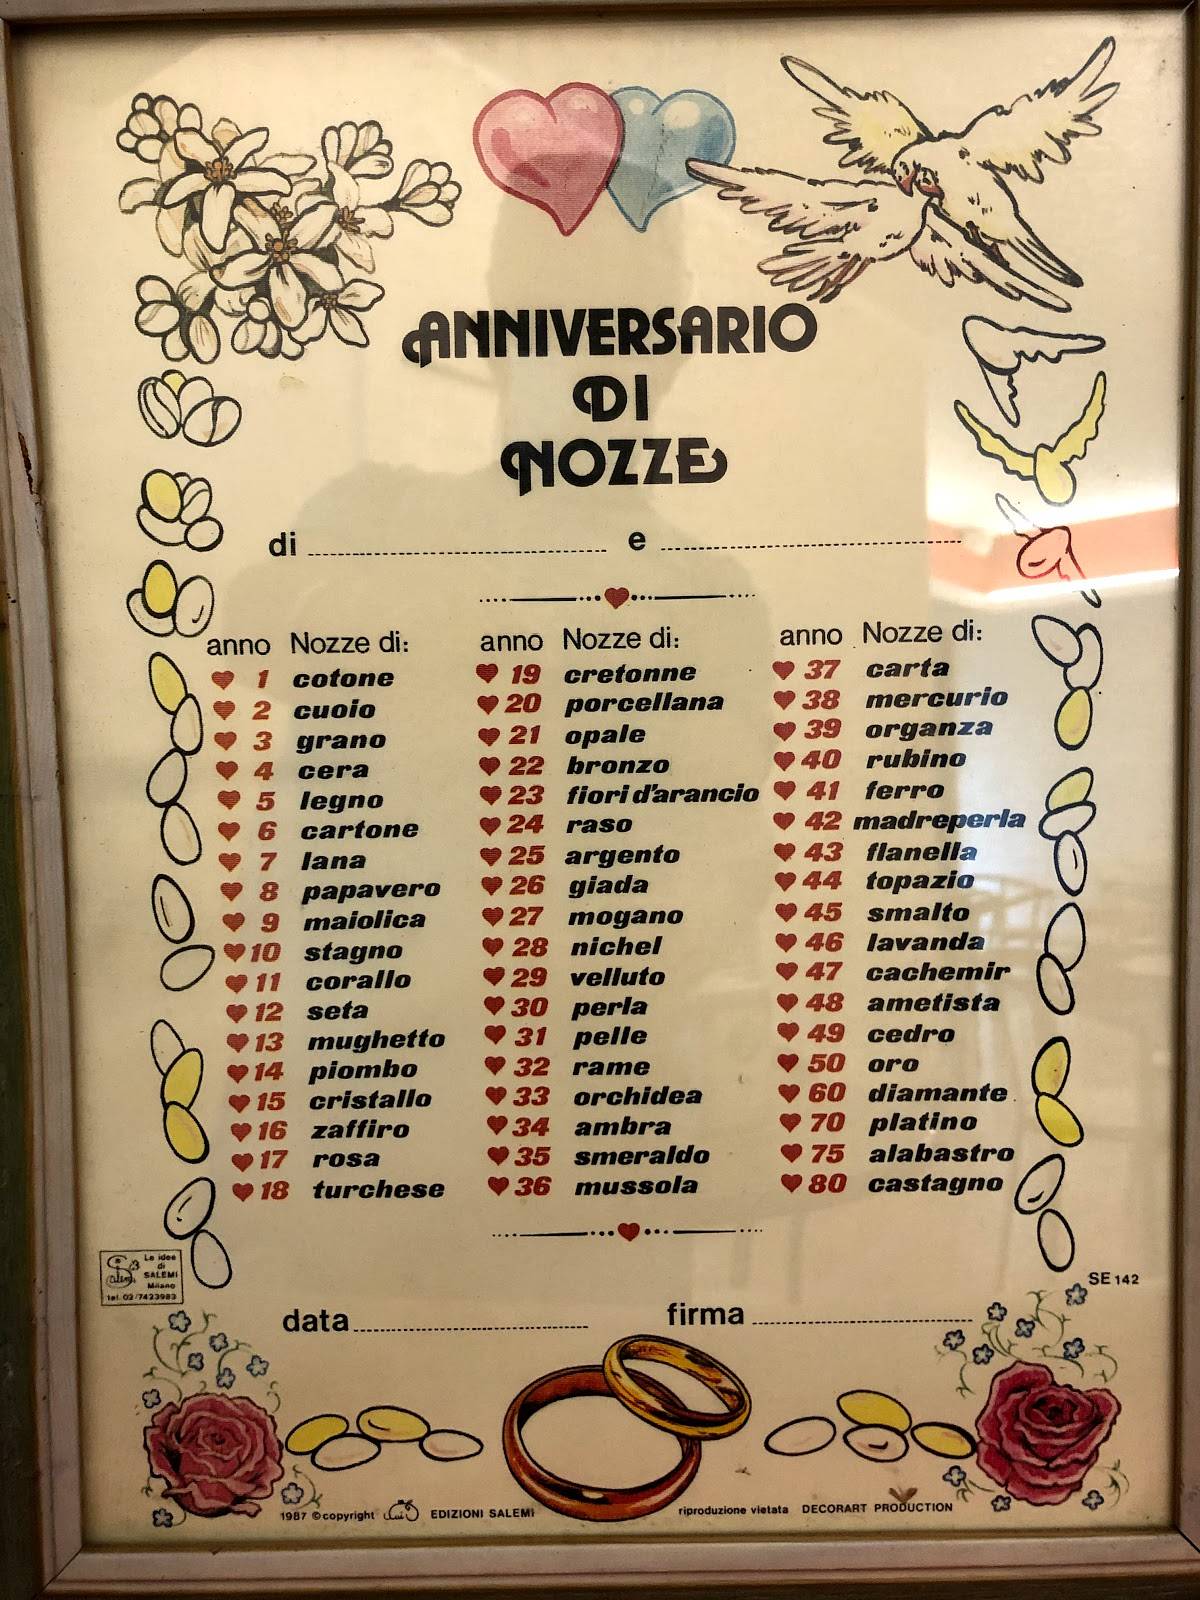 ANNIVERSARIO
DI
NOZZE
di e
anno Nozze di:
1 cotone
2 cuoio
3 grano
4 cera
5 legno
6 cartone
7 lana
8 papavero
9 maiolica
10 stagno
11 corallo
12 seta
13 mughetto
14 piombo
15 cristallo
16 zaffiro
17 rosa
18 turchese
anno Nozze di:
19 cretonne
20 porcellana
21 opale
22 bronzo
23 fiori d'arancio
24 raso
25 argento
26 giada
27 mogano
28 nichel
29 velluto
30 perla
31 pelle
32 rame
33 orchidea
34 ambra
35 smeraldo
36 mussola
anno Nozze di:
37 carta
38 mercurio
39 organza
40 rubino
41 ferro
42 madreperla
43 flanella
44 topazio
45 smalto
46 lavanda
47 cachemir
48 ametista
49 cedro
50 oro
60 diamante
70 platino
75 alabastro
80 castagno
Le idee
di
SALEMI
Milano
tel. 02/7423983
SE 142
data firma
1987 © copyright EDIZIONI SALEMI riproduzione vietata DECORART PRODUCTION